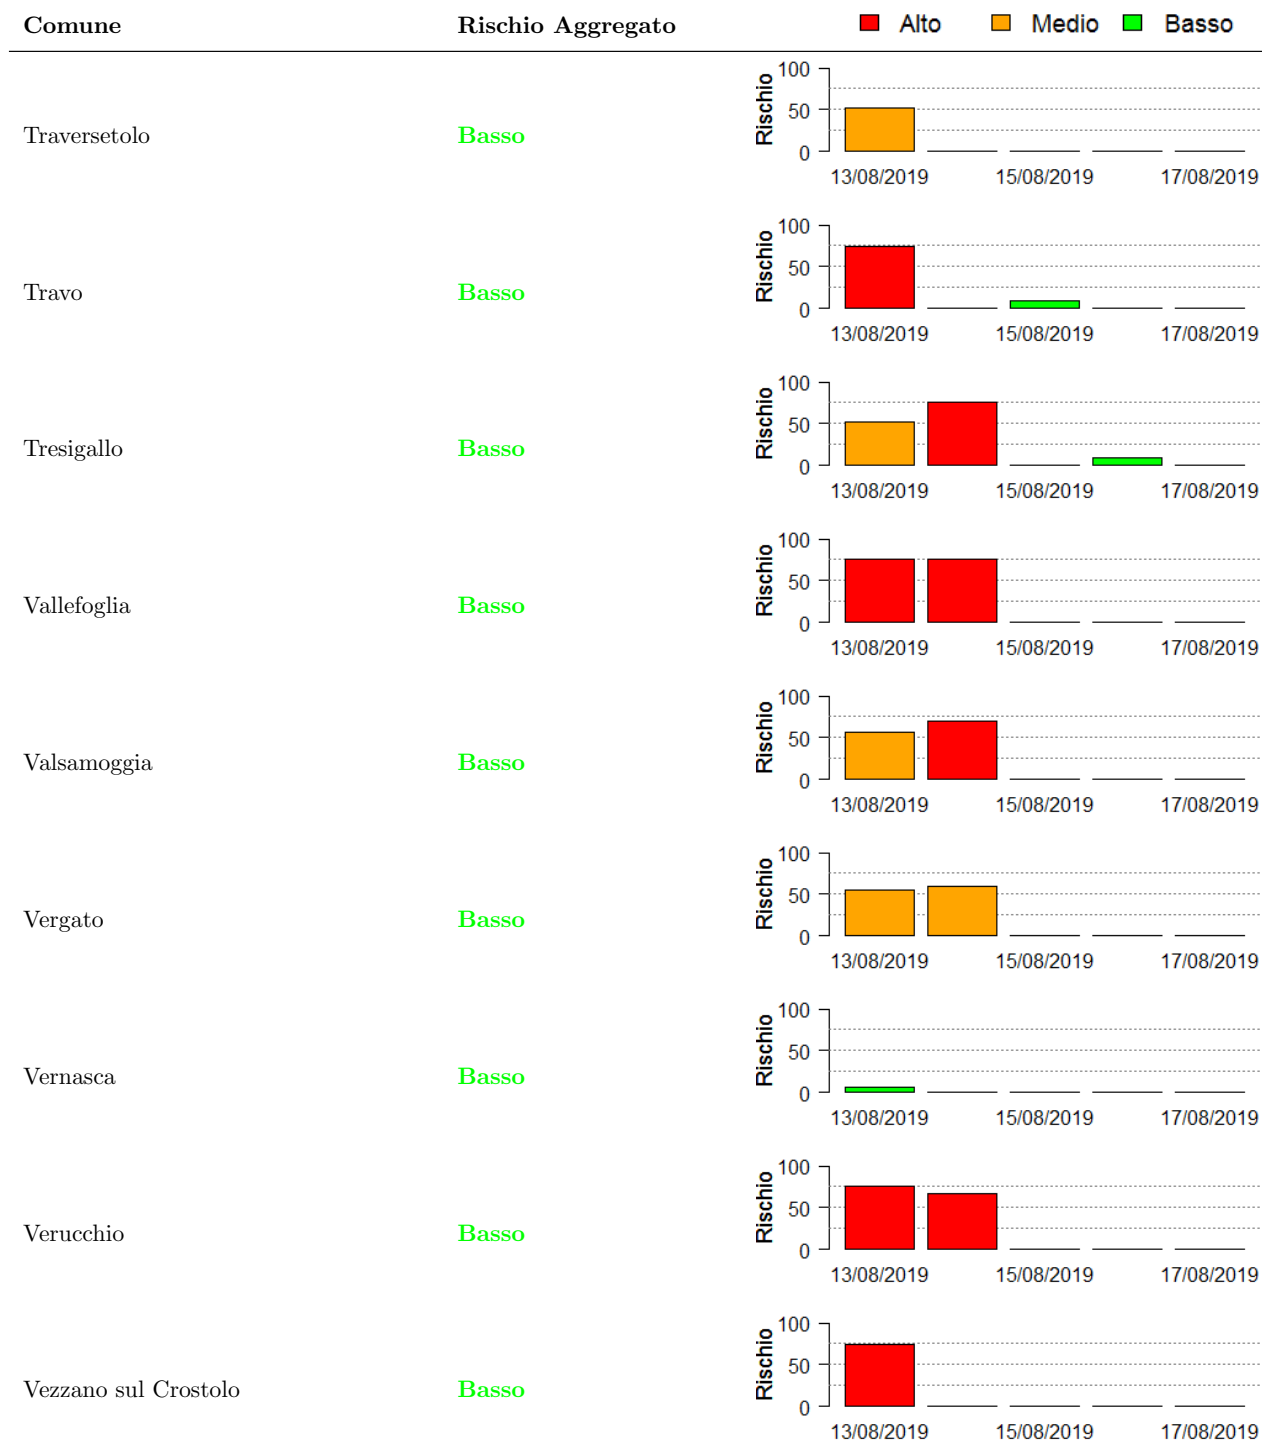 Comune Rischio Aggregato Alto Medio Basso
100
50
0
Rischio
Traversetolo Basso
13/08/2019 15/08/2019 17/08/2019
100
50
0
Rischio
Travo Basso
13/08/2019 15/08/2019 17/08/2019
100
50
0
Rischio
Tresigallo Basso
13/08/2019 15/08/2019 17/08/2019
100
50
0
Rischio
Vallefoglia Basso
13/08/2019 15/08/2019 17/08/2019
100
50
0
Rischio
Valsamoggia Basso
13/08/2019 15/08/2019 17/08/2019
100
50
0
Rischio
Vergato Basso
13/08/2019 15/08/2019 17/08/2019
100
50
0
Rischio
Vernasca Basso
13/08/2019 15/08/2019 17/08/2019
100
50
0
Rischio
Verucchio Basso
13/08/2019 15/08/2019 17/08/2019
100
50
0
Rischio
Vezzano sul Crostolo Basso
13/08/2019 15/08/2019 17/08/2019